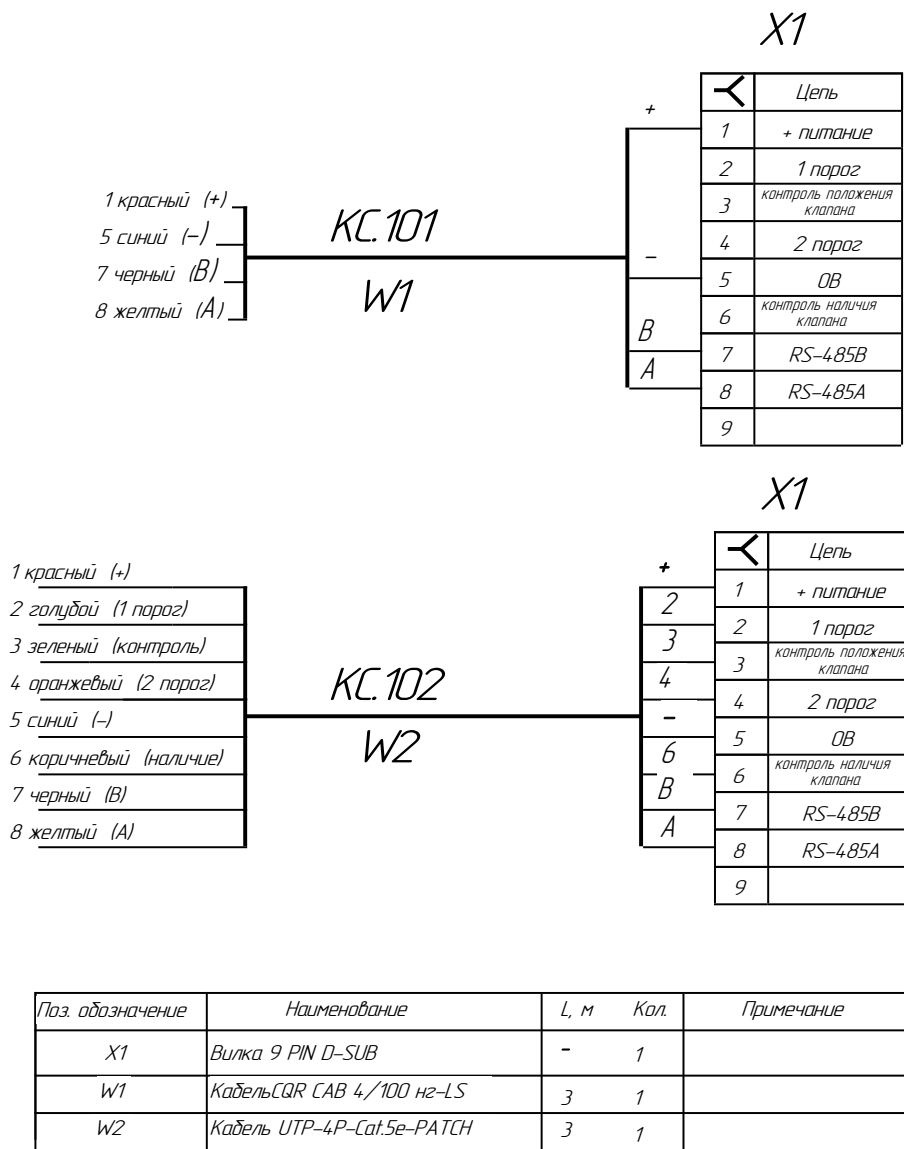 X1
Цепь
+
1 + питание
2 1 порог
3 контроль положения
клапана
1 красный (+)
5 синий (-)
7 черный (В)
8 желтый (А)
КС.101
W1
-
В
А
4 2 порог
5 0В
6 контроль наличия
клапана
7 RS-485В
8 RS-485А
9
X1
Цепь
1 красный (+)
2 голубой (1 порог)
3 зеленый (контроль)
4 оранжевый (2 порог)
5 синий (-)
6 коричневый (наличие)
7 черный (В)
8 желтый (А)
КС.102
W2
+
2
3
4
-
6
В
А
1 + питание
2 1 порог
3 контроль положения
клапана
4 2 порог
5 0В
6 контроль наличия
клапана
7 RS-485В
8 RS-485А
9
Поз. обозначение Наименование L, м Кол. Примечание
X1 Вилка 9 PIN D-SUB - 1
W1 КабельCQR CAB 4/100 нг-LS 3 1
W2 Кабель UTP-4P-Cat.5e-PATCH 3 1